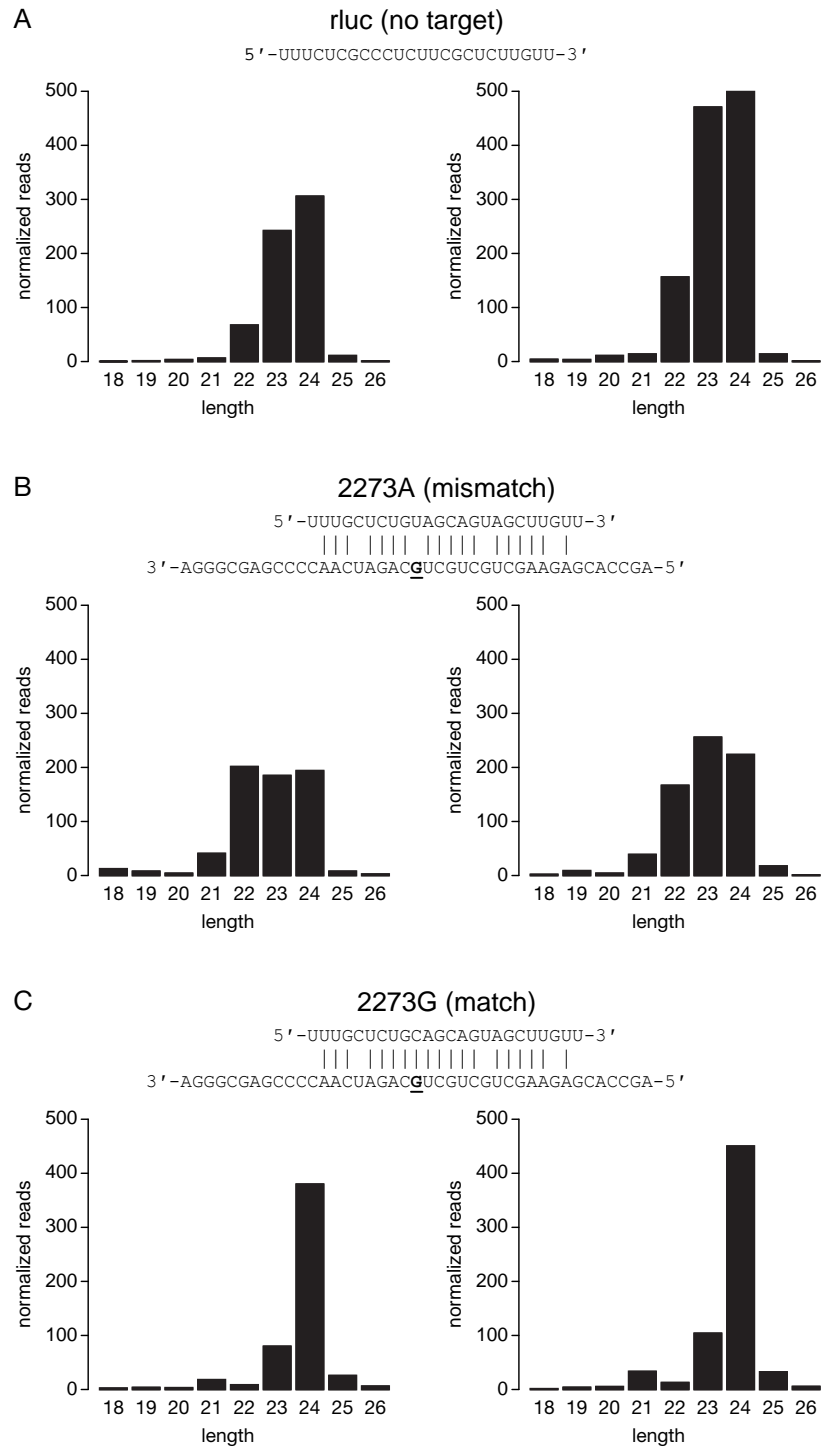 A
rluc (no target)
5′-UUUCUCGCCCUCUUCGCUCUUGUU-3′
500 400 300 200 100 0
normalized reads
18 19 20 21 22 23 24 25 26
length
500 400 300 200 100 0
normalized reads
18 19 20 21 22 23 24 25 26
length
B
2273A (mismatch)
5′-UUUGCUCUGUAGCAGUAGCUUGUU-3′
3′-AGGGCGAGCCCCAACUAGACGUCGUCGUCGAAGAGCACCGA-5′
500 400 300 200 100 0
normalized reads
18 19 20 21 22 23 24 25 26
length
500 400 300 200 100 0
normalized reads
18 19 20 21 22 23 24 25 26
length
C
2273G (match)
5′-UUUGCUCUGCAGCAGUAGCUUGUU-3′
3′-AGGGCGAGCCCCAACUAGACGUCGUCGUCGAAGAGCACCGA-5′
500 400 300 200 100 0
normalized reads
18 19 20 21 22 23 24 25 26
length
500 400 300 200 100 0
normalized reads
18 19 20 21 22 23 24 25 26
length